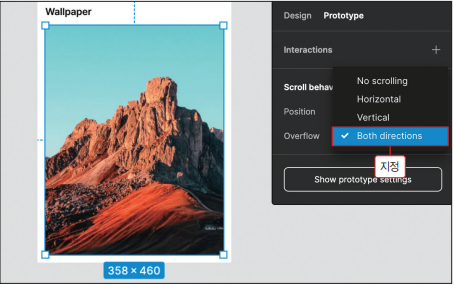 Wallpaper
358 × 460
Design Prototype
Interactions
Scroll behav
Position
Overflow
No scrolling
Horizontal
Vertical
Both directions
지정
Show prototype settings